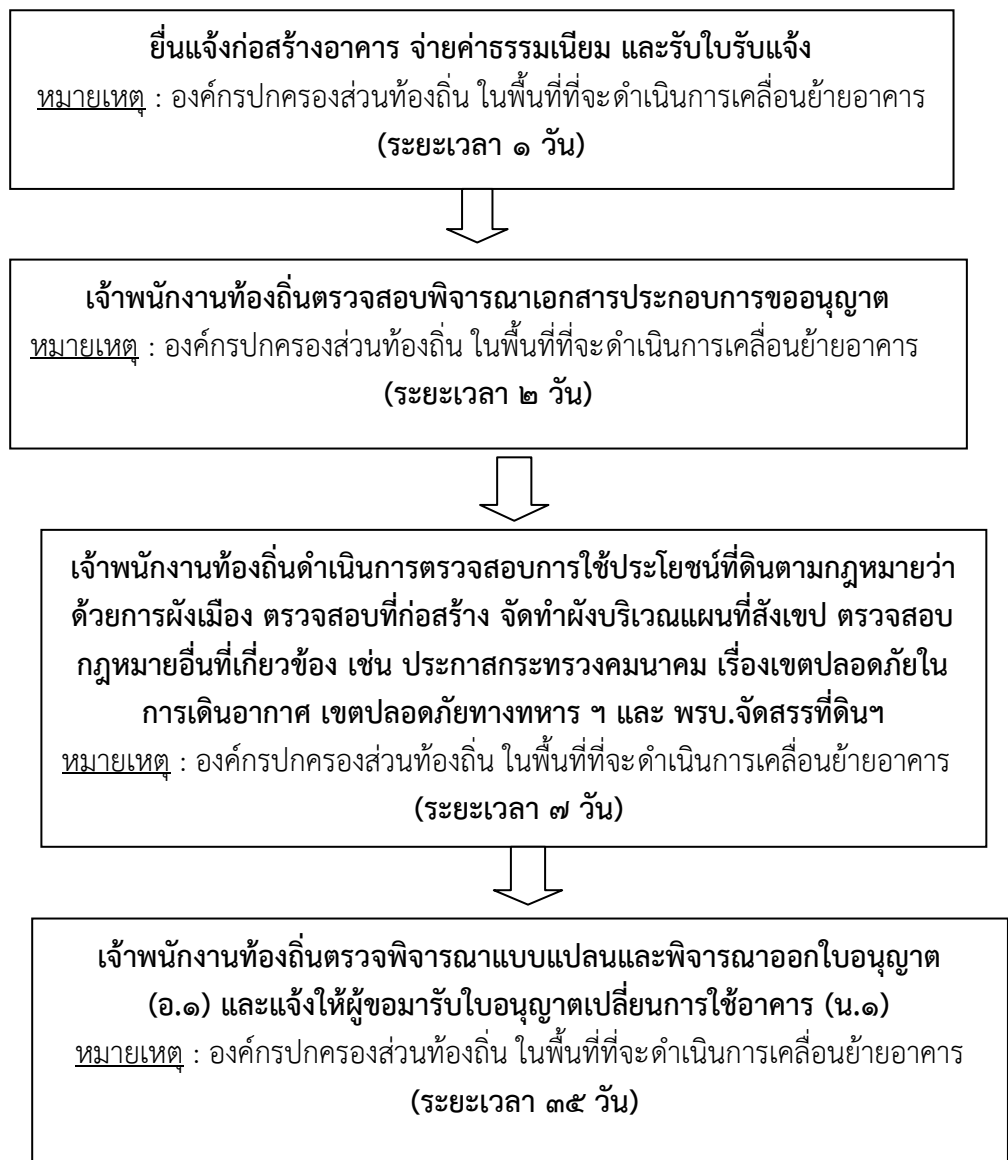 ยื่นแจ้งก่อสร้างอาคาร จ่ายค่าธรรมเนียม และรับใบรับแจ้ง
หมายเหตุ : องค์กรปกครองส่วนท้องถิ่น ในพื้นที่ที่จะดำเนินการเคลื่อนย้ายอาคาร
(ระยะเวลา ๑ วัน)
เจ้าพนักงานท้องถิ่นตรวจสอบพิจารณาเอกสารประกอบการขออนุญาต
หมายเหตุ : องค์กรปกครองส่วนท้องถิ่น ในพื้นที่ที่จะดำเนินการเคลื่อนย้ายอาคาร
(ระยะเวลา ๒ วัน)
เจ้าพนักงานท้องถิ่นดำเนินการตรวจสอบการใช้ประโยชน์ที่ดินตามกฎหมายว่า
ด้วยการผังเมือง ตรวจสอบที่ก่อสร้าง จัดทำผังบริเวณแผนที่สังเขป ตรวจสอบ
กฎหมายอื่นที่เกี่ยวข้อง เช่น ประกาสกระทรวงคมนาคม เรื่องเขตปลอดภัยใน
การเดินอากาศ เขตปลอดภัยทางทหาร ฯ และ พรบ.จัดสรรที่ดินฯ
หมายเหตุ : องค์กรปกครองส่วนท้องถิ่น ในพื้นที่ที่จะดำเนินการเคลื่อนย้ายอาคาร
(ระยะเวลา ๗ วัน)
เจ้าพนักงานท้องถิ่นตรวจพิจารณาแบบแปลนและพิจารณาออกใบอนุญาต
(อ.๑) และแจ้งให้ผู้ขอมารับใบอนุญาตเปลี่ยนการใช้อาคาร (น.๑)
หมายเหตุ : องค์กรปกครองส่วนท้องถิ่น ในพื้นที่ที่จะดำเนินการเคลื่อนย้ายอาคาร
(ระยะเวลา ๓๕ วัน)